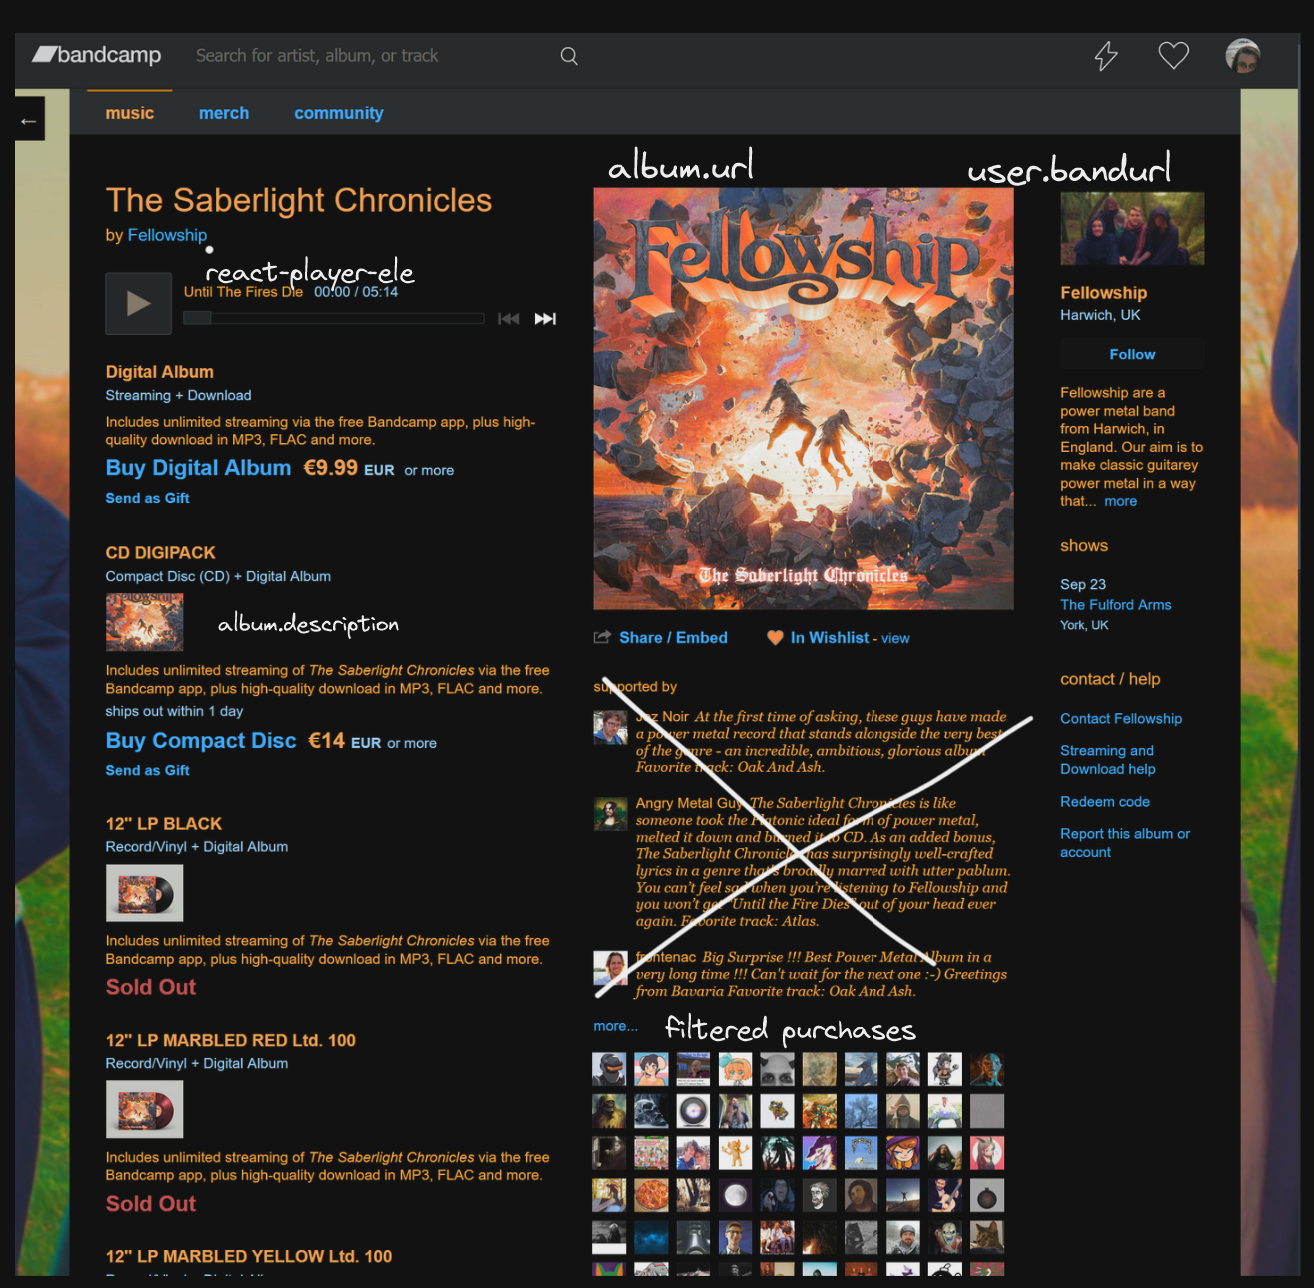 bandcamp
Search for artist, album, or track
music
merch
community
album.url
user.bandurl
The Saberlight Chronicles
by Fellowship
react-player-ele
Until The Fires Die 00:00 / 05:14
Digital Album
Streaming + Download
Includes unlimited streaming via the free Bandcamp app, plus high-
quality download in MP3, FLAC and more.
Buy Digital Album €9.99 EUR or more
Send as Gift
CD DIGIPACK
Compact Disc (CD) + Digital Album
Fellowship
album.description
Includes unlimited streaming of The Saberlight Chronicles via the free
Bandcamp app, plus high-quality download in MP3, FLAC and more.
ships out within 1 day
Buy Compact Disc €14 EUR or more
Send as Gift
12" LP BLACK
Record/Vinyl + Digital Album
Includes unlimited streaming of The Saberlight Chronicles via the free
Bandcamp app, plus high-quality download in MP3, FLAC and more.
Sold Out
12" LP MARBLED RED Ltd. 100
Record/Vinyl + Digital Album
Includes unlimited streaming of The Saberlight Chronicles via the free
Bandcamp app, plus high-quality download in MP3, FLAC and more.
Sold Out
12" LP MARBLED YELLOW Ltd. 100
Fellowship
The Saberlight Chronicles
Share / Embed
In Wishlist - view
supported by
Jez Noir At the first time of asking, these guys have made
a power metal record that stands alongside the very best
of the genre - an incredible, ambitious, glorious album
Favorite track: Oak And Ash.
Angry Metal Guy The Saberlight Chronicles is like
someone took the Platonic ideal form of power metal,
melted it down and burned it to CD. As an added bonus,
The Saberlight Chronicles has surprisingly well-crafted
lyrics in a genre that's broadly marred with utter pablum.
You can't feel sad when you're listening to Fellowship and
you won't get "Until the Fire Dies" out of your head ever
again. Favorite track: Atlas.
frontenac Big Surprise !!! Best Power Metal Album in a
very long time !!! Can't wait for the next one :-) Greetings
from Bavaria Favorite track: Oak And Ash.
more...
filtered purchases
Fellowship
Harwich, UK
Follow
Fellowship are a
power metal band
from Harwich, in
England. Our aim is to
make classic guitarey
power metal in a way
that... more
shows
Sep 23
The Fulford Arms
York, UK
contact / help
Contact Fellowship
Streaming and
Download help
Redeem code
Report this album or
account